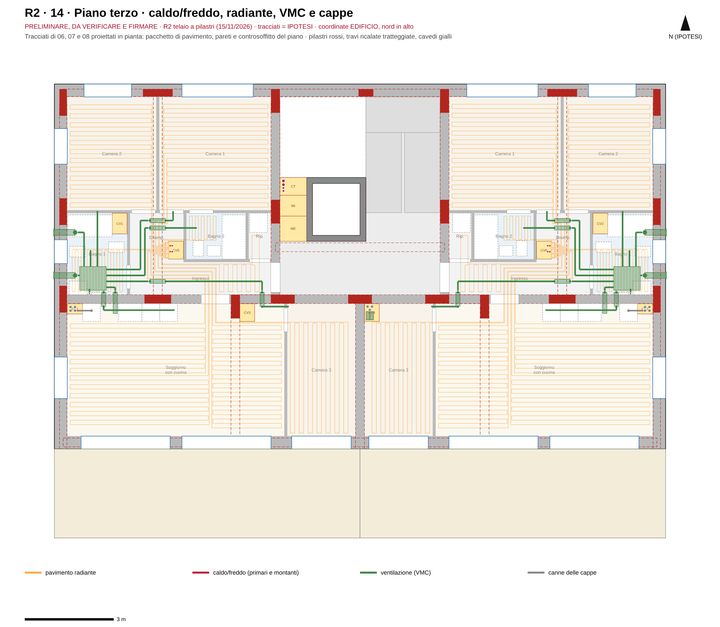 R2 · 14 · Piano terzo · caldo/freddo, radiante, VMC e cappe
PRELIMINARE, DA VERIFICARE E FIRMARE · R2 telaio a pilastri (15/11/2026) · tracciati = IPOTESI · coordinate EDIFICIO, nord in alto
Tracciati di 06, 07 e 08 proiettati in pianta: pacchetto di pavimento, pareti e controsoffitto del piano · pilastri rossi, travi ricalate tratteggiate, cavedi gialli
N (IPOTESI)
Camera 2
Camera 1
Camera 1
Camera 2
CT
Rip
Rip
Bagno 2
Bagno 2
Ingresso
Ingresso
Soggiorno
con cucina
Camera 3
Camera 3
Soggiorno
con cucina
pavimento radiante
caldo/freddo (primari e montanti)
ventilazione (VMC)
canne delle cappe
3 m